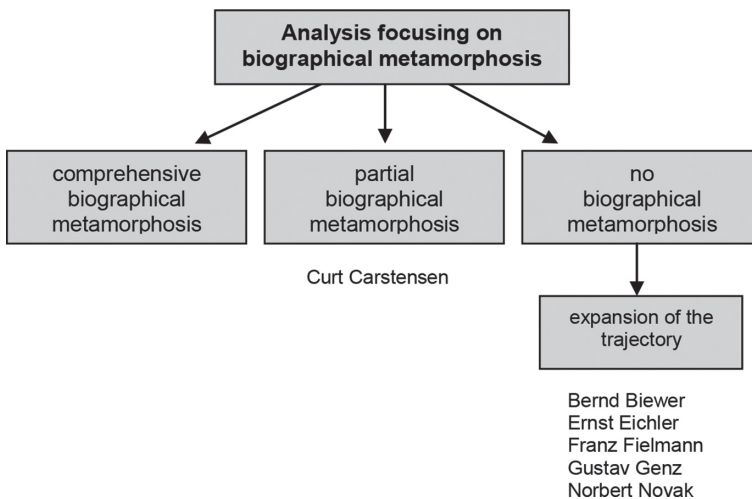 Analysis focusing on
biographical metamorphosis
comprehensive
biographical
metamorphosis
partial
biographical
metamorphosis
no
biographical
metamorphosis
Curt Carstensen
expansion of the
trajectory
Bernd Biewer
Ernst Eichler
Franz Fielmann
Gustav Genz
Norbert Novak